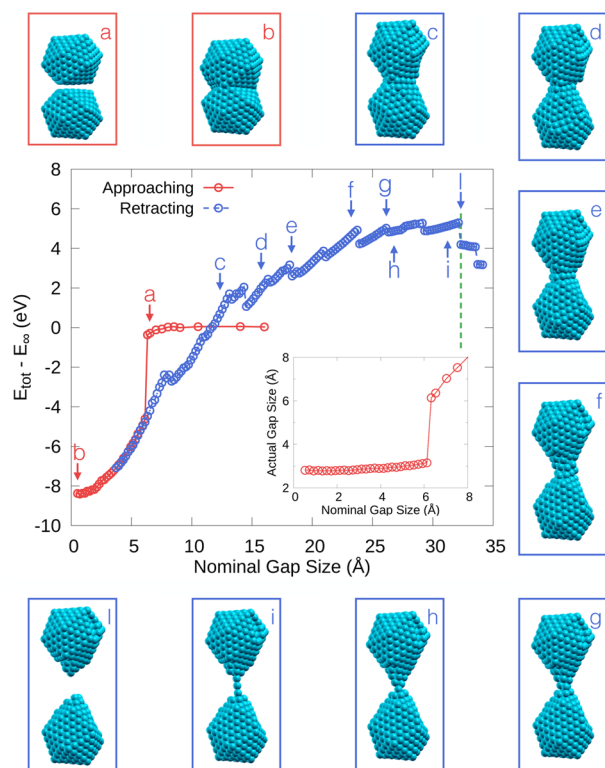 a
b
c
d
8
6
4
2
0
-2
-4
-6
-8
-10
E_tot - E_∞ (eV)
Approaching
Retracting
a
b
c
d
e
f
g
h
i
l
Actual Gap Size (Å)
8
6
4
2
0 2 4 6 8
Nominal Gap Size (Å)
0 5 10 15 20 25 30 35
Nominal Gap Size (Å)
e
f
l
i
h
g